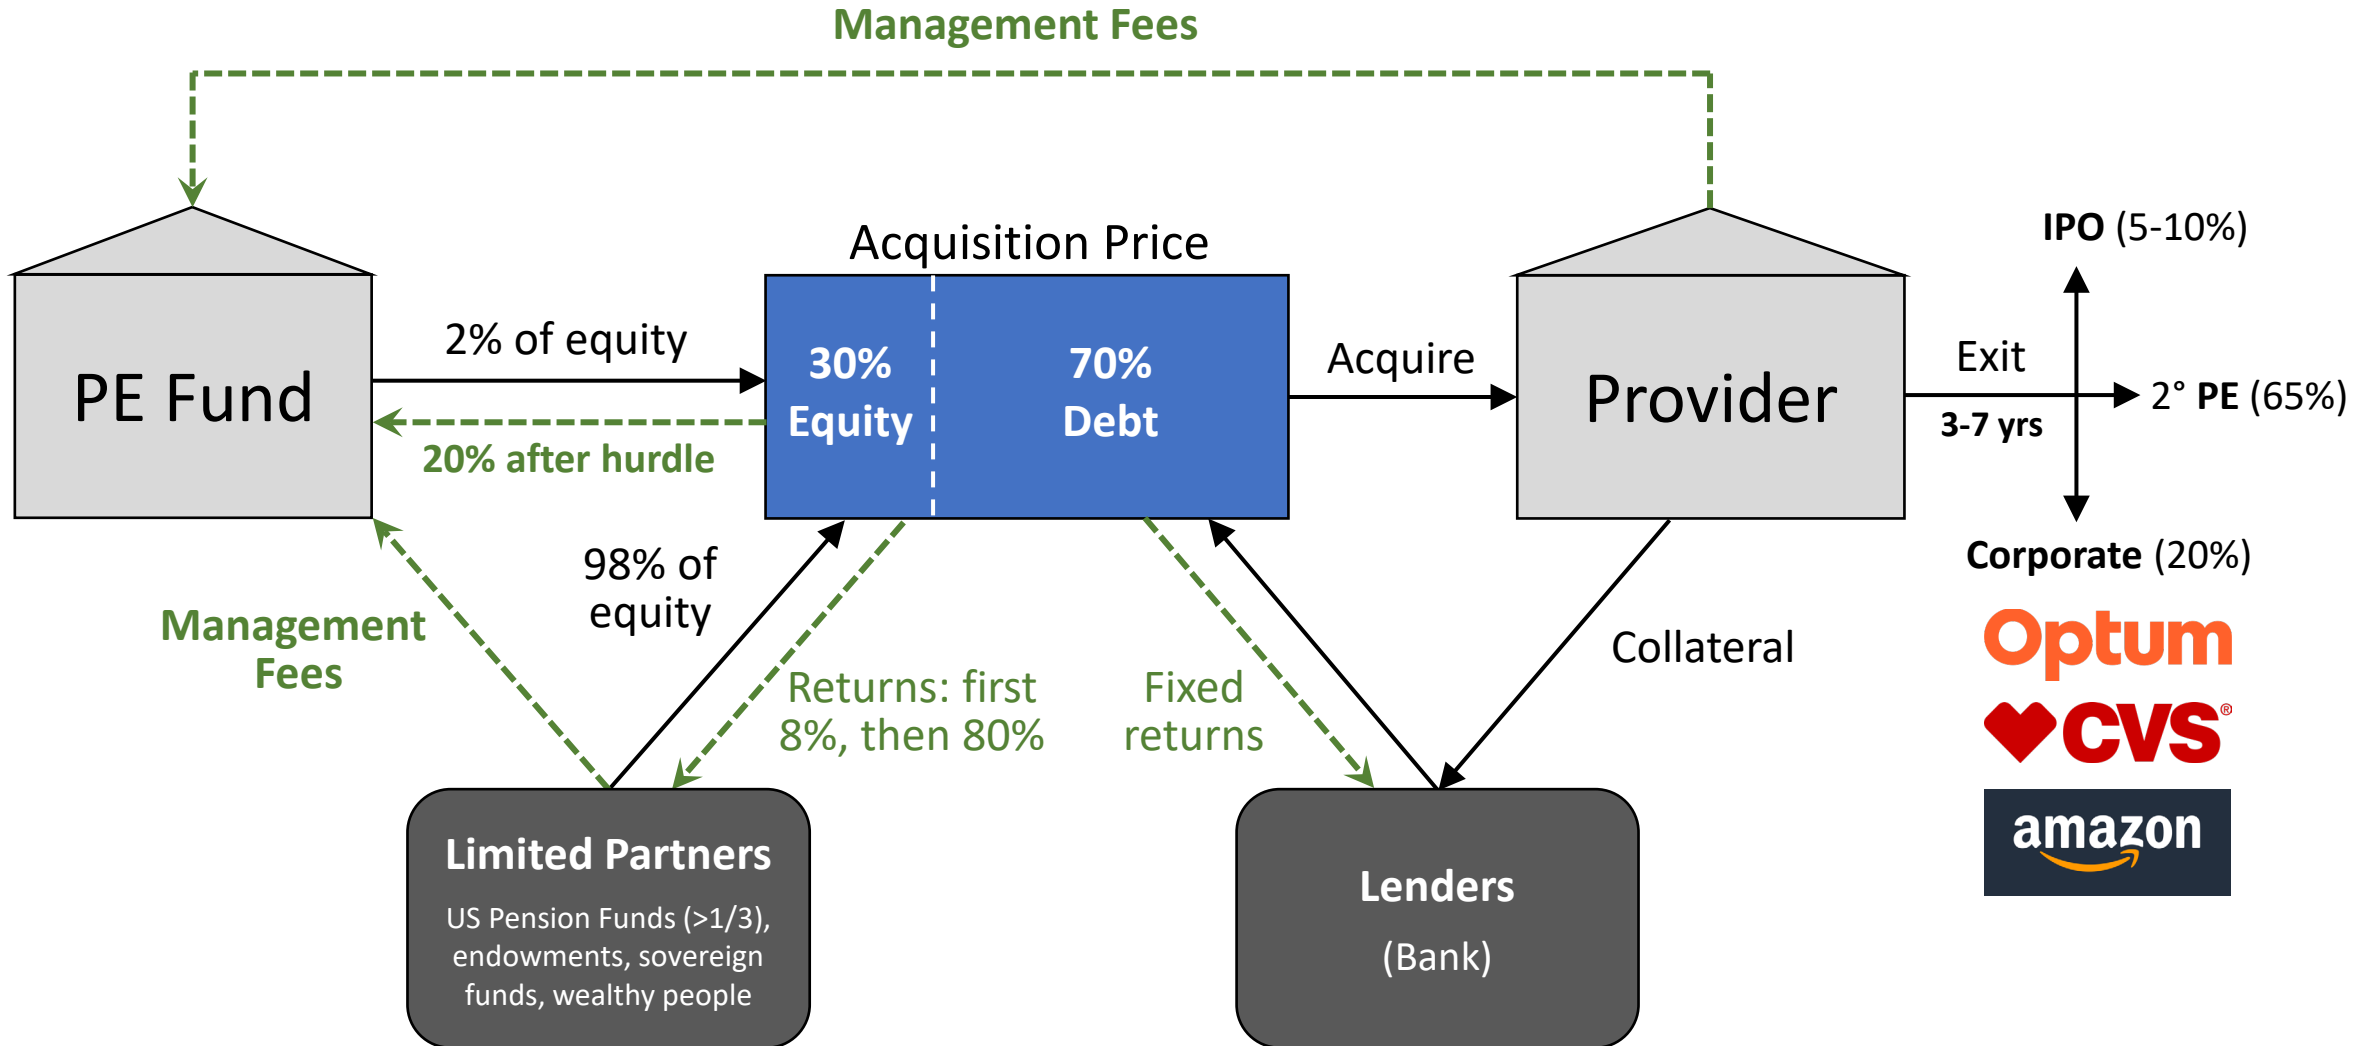 Management Fees
Acquisition Price
PE Fund
2% of equity
20% after hurdle
30%
Equity
70%
Debt
Acquire
Provider
Exit
3-7 yrs
IPO (5-10%)
2° PE (65%)
Corporate (20%)
Optum
CVS®
amazon
Management
Fees
98% of
equity
Returns: first
8%, then 80%
Fixed
returns
Collateral
Limited Partners
US Pension Funds (>1/3),
endowments, sovereign
funds, wealthy people
Lenders
(Bank)